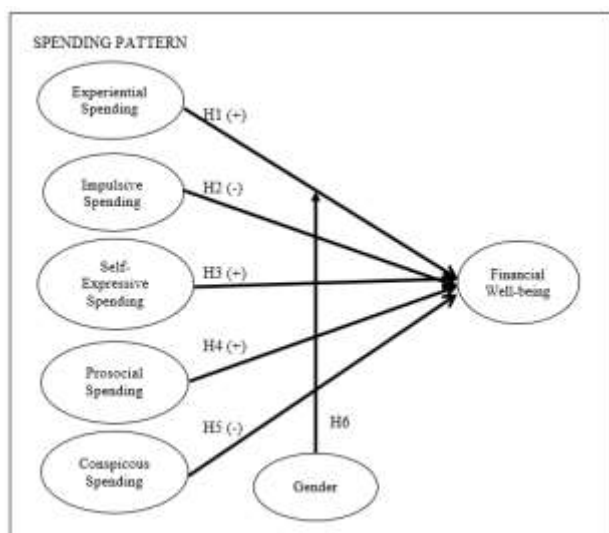 SPENDING PATTERN
Experiential
Spending
H1 (+)
Impulsive
Spending
H2 (-)
Self-
Expressive
Spending
H3 (+)
Financial
Well-being
Prosocial
Spending
H4 (+)
H5 (-)
H6
Conspicous
Spending
Gender